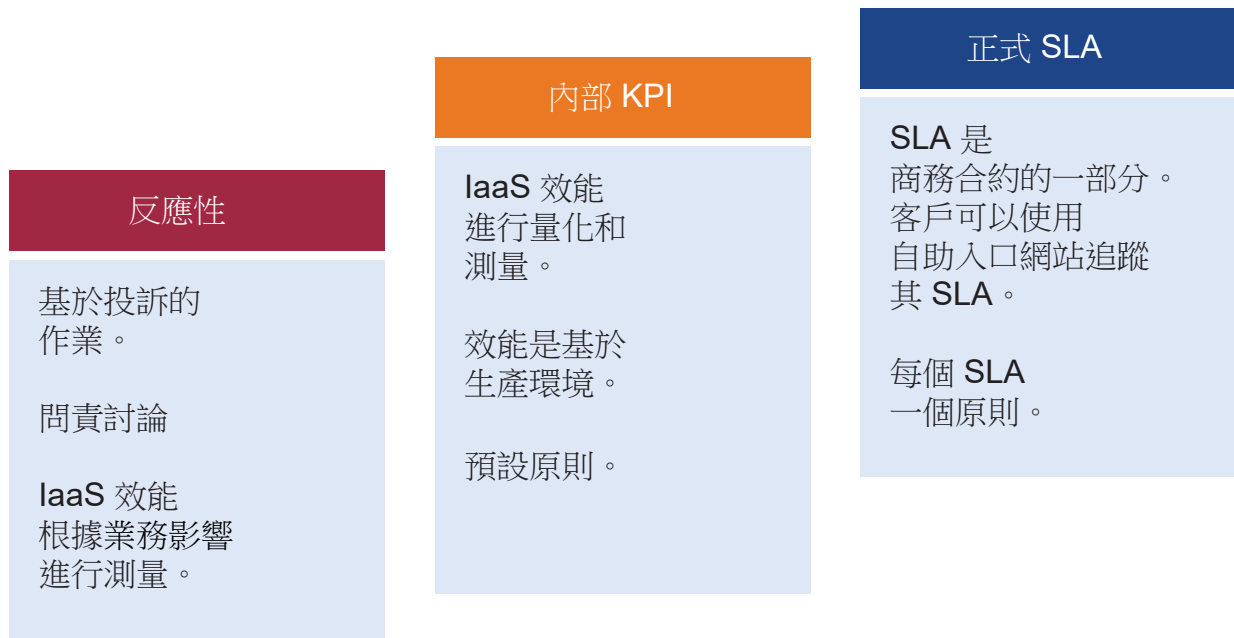 反應性
基於投訴的
作業。
問責討論
IaaS 效能
根據業務影響
進行測量。
內部 KPI
IaaS 效能
進行量化和
測量。
效能是基於
生產環境。
預設原則。
正式 SLA
SLA 是
商務合約的一部分。
客戶可以使用
自助入口網站追蹤
其 SLA。
每個 SLA
一個原則。